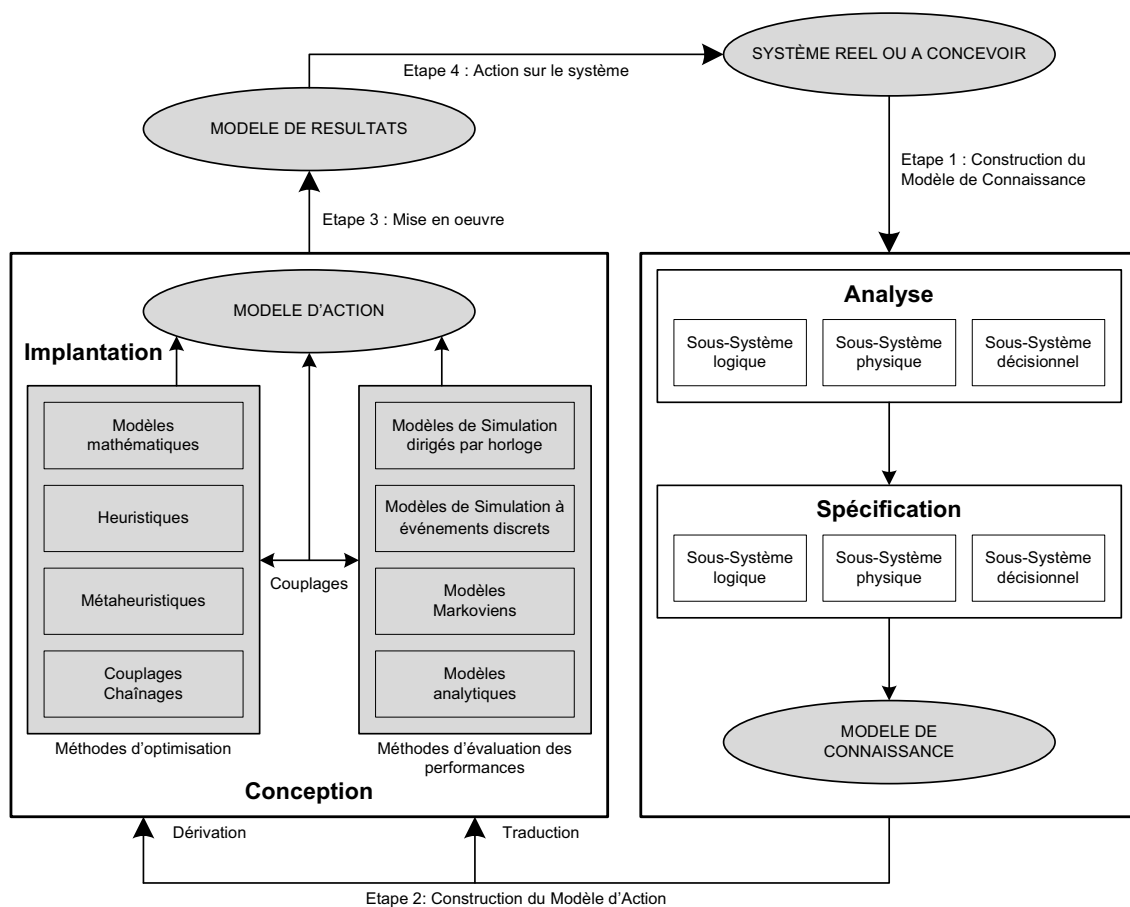 SYSTÈME REEL OU A CONCEVOIR
Etape 4 : Action sur le système
MODELE DE RESULTATS
Etape 1 : Construction du
Modèle de Connaissance
Etape 3 : Mise en oeuvre
MODELE D'ACTION
Implantation
Modèles
mathématiques
Heuristiques
Métaheuristiques
Couplages
Chaînages
Méthodes d'optimisation
Couplages
Modèles de Simulation
dirigés par horloge
Modèles de Simulation à
événements discrets
Modèles
Markoviens
Modèles
analytiques
Méthodes d'évaluation des
performances
Conception
Analyse
Sous-Système
logique
Sous-Système
physique
Sous-Système
décisionnel
Spécification
Sous-Système
logique
Sous-Système
physique
Sous-Système
décisionnel
MODELE DE
CONNAISSANCE
Dérivation
Traduction
Etape 2: Construction du Modèle d'Action